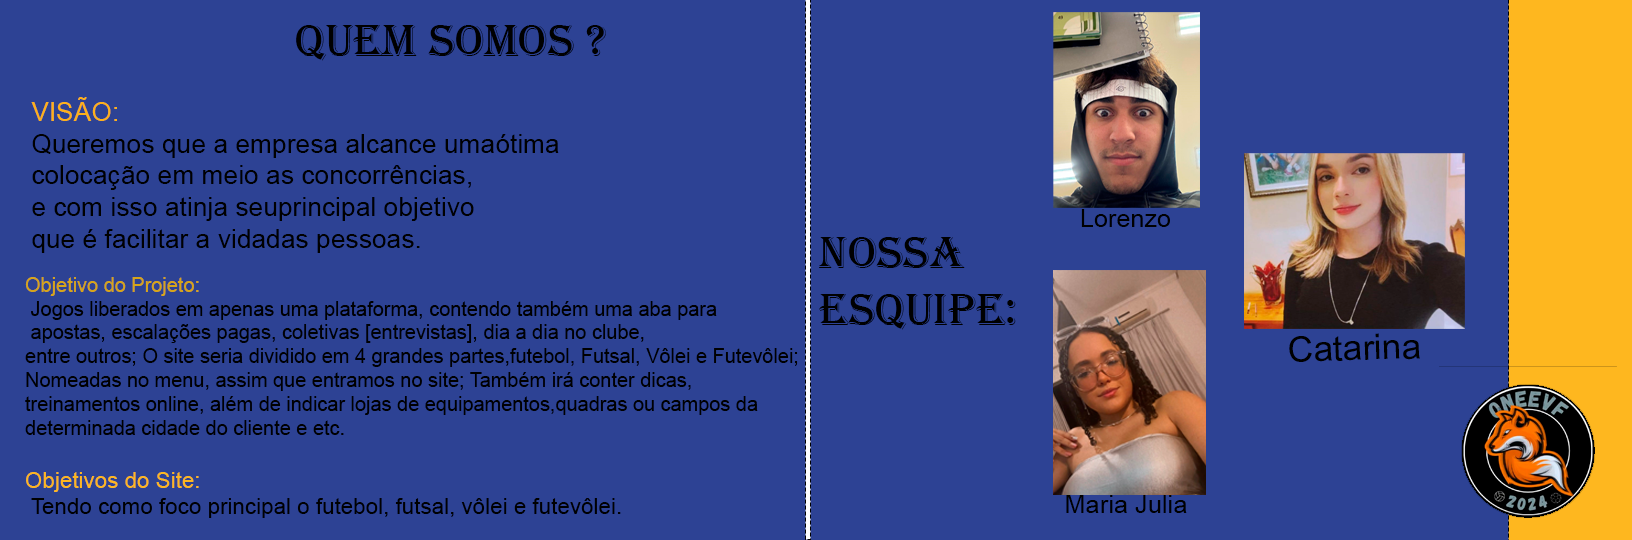 QUEM SOMOS ?
VISÃO:
Queremos que a empresa alcance umaótima
colocação em meio as concorrências,
e com isso atinja seuprincipal objetivo
que é facilitar a vidadas pessoas.
Objetivo do Projeto:
Jogos liberados em apenas uma plataforma, contendo também uma aba para
apostas, escalações pagas, coletivas [entrevistas], dia a dia no clube,
entre outros; O site seria dividido em 4 grandes partes,futebol, Futsal, Vôlei e Futevôlei;
Nomeadas no menu, assim que entramos no site; Também irá conter dicas,
treinamentos online, além de indicar lojas de equipamentos,quadras ou campos da
determinada cidade do cliente e etc.
Objetivos do Site:
Tendo como foco principal o futebol, futsal, vôlei e futevôlei.
NOSSA
ESQUIPE:
Lorenzo
Catarina
Maria Julia
ONEEVF
2024